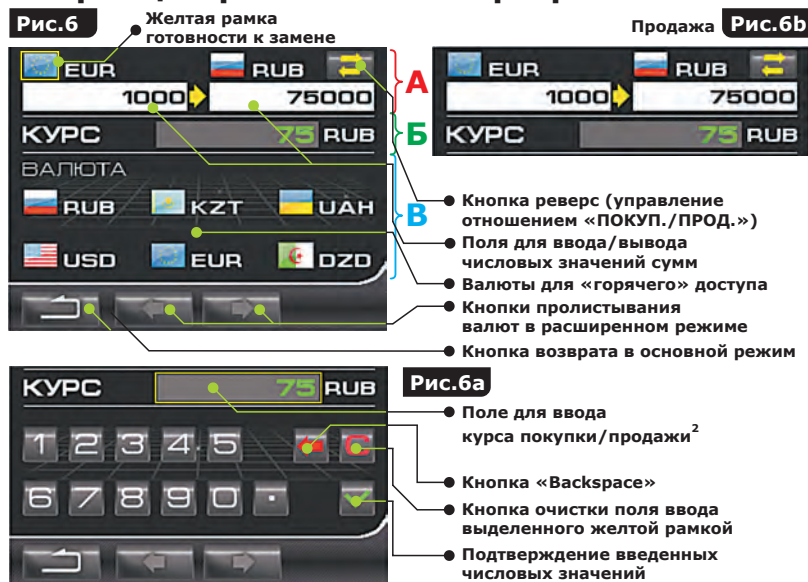 Рис.6
Желтая рамка
готовности к замене
Продажа Рис.6b
EUR RUB
1000 75000
КУРС 75 RUB
ВАЛЮТА
RUB KZT UAH
USD EUR DZD
А
Б
В
EUR RUB
1000 75000
КУРС 75 RUB
Кнопка реверс (управление
отношением «ПОКУП./ПРОД.»)
Поля для ввода/вывода
числовых значений сумм
Валюты для «горячего» доступа
Кнопки пролистывания
валют в расширенном режиме
Кнопка возврата в основной режим
Рис.6а
КУРС 75 RUB
1 2 3 4 5 C
6 7 8 9 0 .
Поле для ввода
курса покупки/продажи²
Кнопка «Backspace»
Кнопка очистки поля ввода
выделенного желтой рамкой
Подтверждение введенных
числовых значений